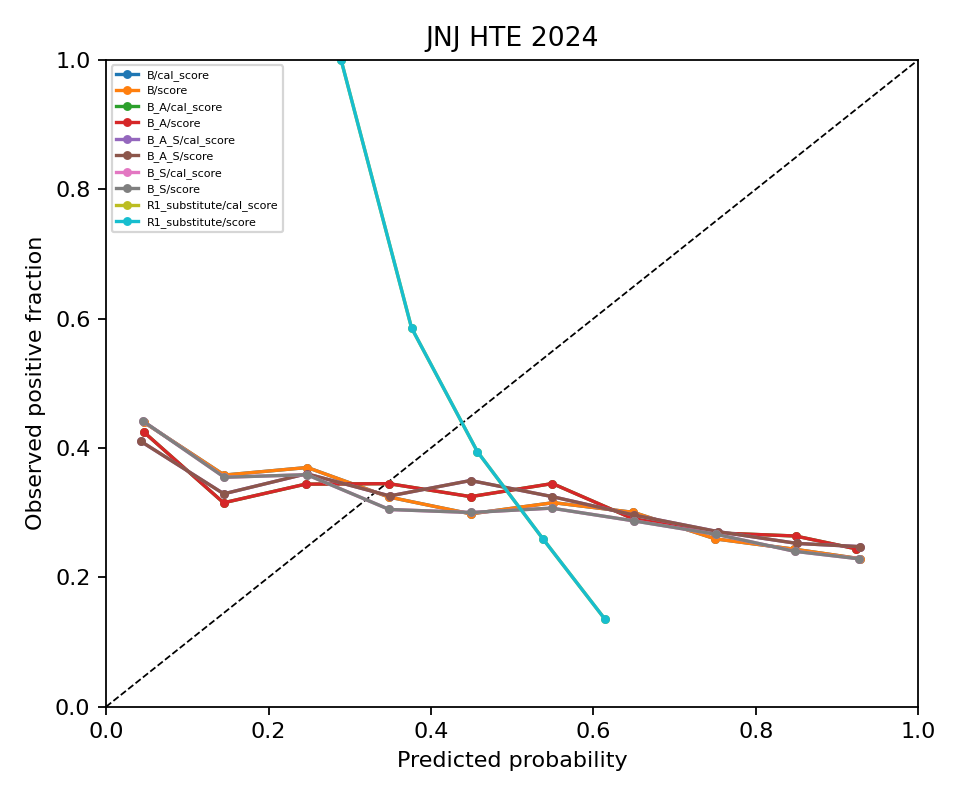 JNJ HTE 2024
1.0
0.8
0.6
0.4
0.2
0.0
Observed positive fraction
B/cal_score
B/score
B_A/cal_score
B_A/score
B_A_S/cal_score
B_A_S/score
B_S/cal_score
B_S/score
R1_substitute/cal_score
R1_substitute/score
0.0 0.2 0.4 0.6 0.8 1.0
Predicted probability